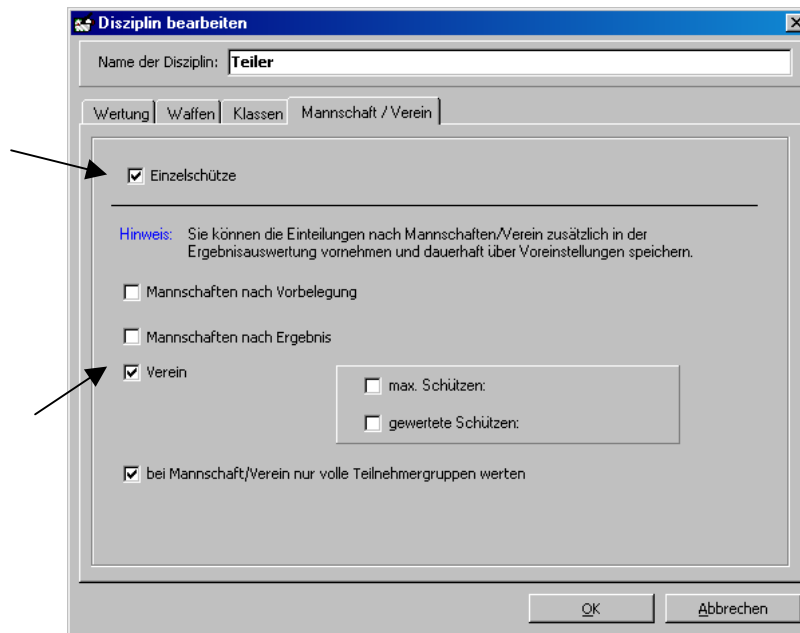 Disziplin bearbeiten
Name der Disziplin: Teiler
Wertung Waffen Klassen Mannschaft / Verein
Einzelschütze
Hinweis: Sie können die Einteilungen nach Mannschaften/Verein zusätzlich in der
Ergebnisauswertung vornehmen und dauerhaft über Voreinstellungen speichern.
Mannschaften nach Vorbelegung
Mannschaften nach Ergebnis
Verein
max. Schützen:
gewertete Schützen:
bei Mannschaft/Verein nur volle Teilnehmergruppen werten
OK Abbrechen